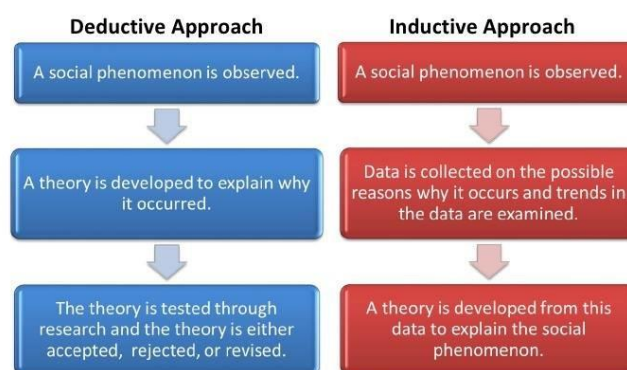 Deductive Approach
A social phenomenon is observed.
A theory is developed to explain why
it occurred.
The theory is tested through
research and the theory is either
accepted, rejected, or revised.
Inductive Approach
A social phenomenon is observed.
Data is collected on the possible
reasons why it occurs and trends in
the data are examined.
A theory is developed from this
data to explain the social
phenomenon.